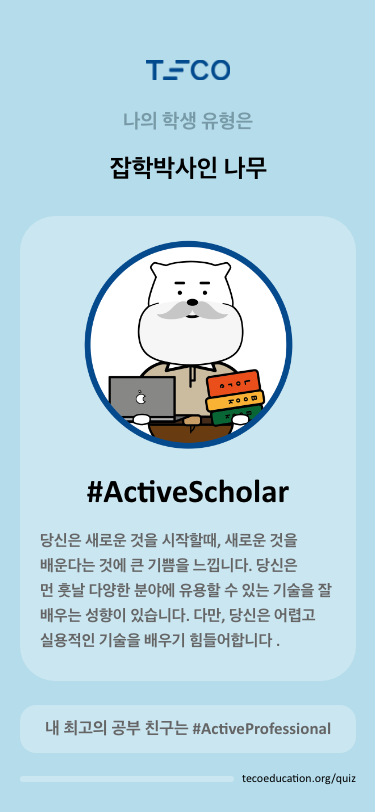 TECO
나의 학생 유형은
잡학박사인 나무
#ActiveScholar
당신은 새로운 것을 시작할때, 새로운 것을
배운다는 것에 큰 기쁨을 느낍니다. 당신은
먼 훗날 다양한 분야에 유용할 수 있는 기술을 잘
배우는 성향이 있습니다. 다만, 당신은 어렵고
실용적인 기술을 배우기 힘들어합니다 .
내 최고의 공부 친구는 #ActiveProfessional
tecoeducation.org/quiz